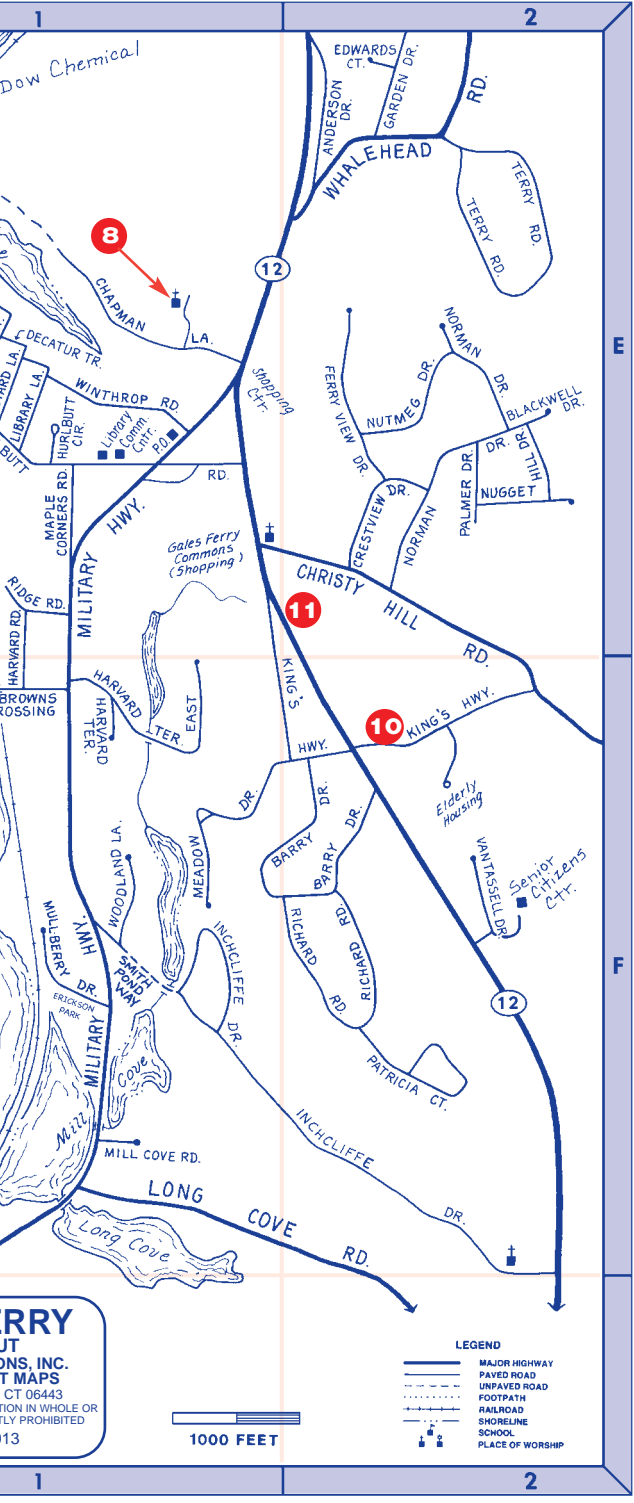 1
2
Dow Chemical
EDWARDS
CT.
GARDEN DR.
ANDERSON
DR.
RD.
WHALEHEAD
TERRY RD.
TERRY RD.
8
12
CHAPMAN
LA.
DECATUR TR.
LIBRARY LA.
WINTHROP RD.
HURLBUTT
CIR.
Library
Comm.
Cntr.
P.O.
Shopping
Ctr.
E
NORMAN
DR.
NUTMEG DR.
FERRY VIEW DR.
BLACKWELL
DR.
DR.
HILL DR.
PALMER DR.
NUGGET
CRESTVIEW DR.
NORMAN
BUTT
RD.
MAPLE
CORNERS RD.
HWY.
MILITARY
Gales Ferry
Commons
(Shopping)
CHRISTY
HILL
RD.
11
RIDGE RD.
HARVARD RD.
BROWNS
ROSSING
HARVARD
TER.
HARVARD
TER.
EAST
KING'S
HWY.
10
KING'S HWY.
Elderly
Housing
MEADOW
DR.
BARRY
DR.
BARRY
DR.
WOODLAND LA.
VANTASSELL DR.
Senior
Citizens
Ctr.
F
MULLBERRY
DR.
HWY.
SMITH
POND
WAY
ERICKSON
PARK
MILITARY
INCHCLIFFE
DR.
RICHARD
RD.
RICHARD RD.
12
PATRICIA CT.
Cove
Mill
MILL COVE RD.
INCHCLIFFE
DR.
LONG
COVE
RD.
Long Cove
ERRY
UT
ONS, INC.
T MAPS
CT 06443
TION IN WHOLE OR
TLY PROHIBITED
013
1000 FEET
LEGEND
MAJOR HIGHWAY
PAVED ROAD
UNPAVED ROAD
FOOTPATH
RAILROAD
SHORELINE
SCHOOL
PLACE OF WORSHIP
1
2